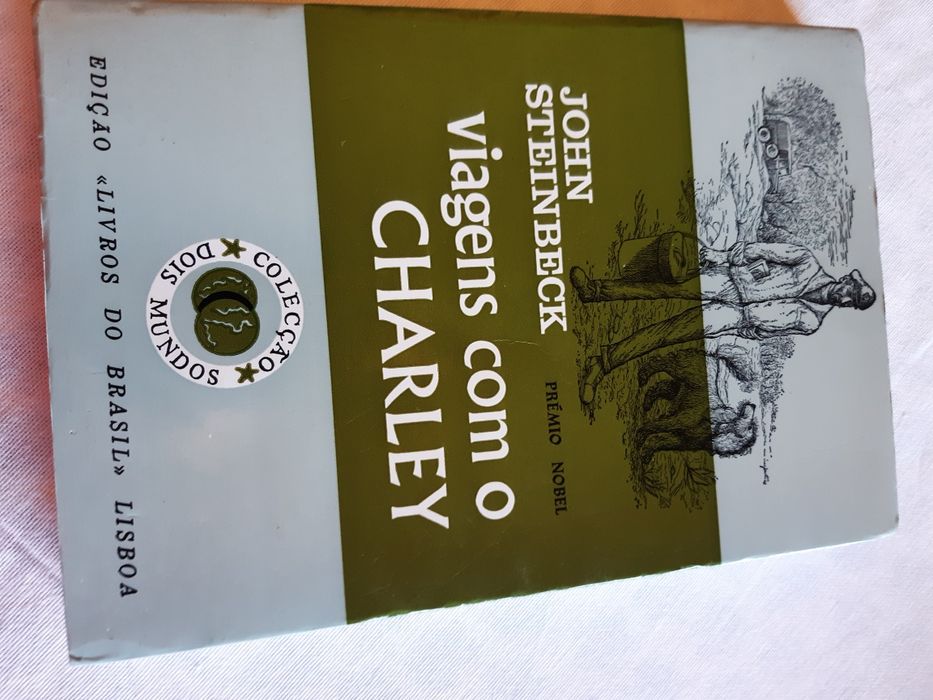 JOHN
STEINBECK
PRÉMIO NOBEL
viagens com o
CHARLEY
COLECÇÃO
DOIS MUNDOS
EDIÇÃO «LIVROS DO BRASIL» LISBOA